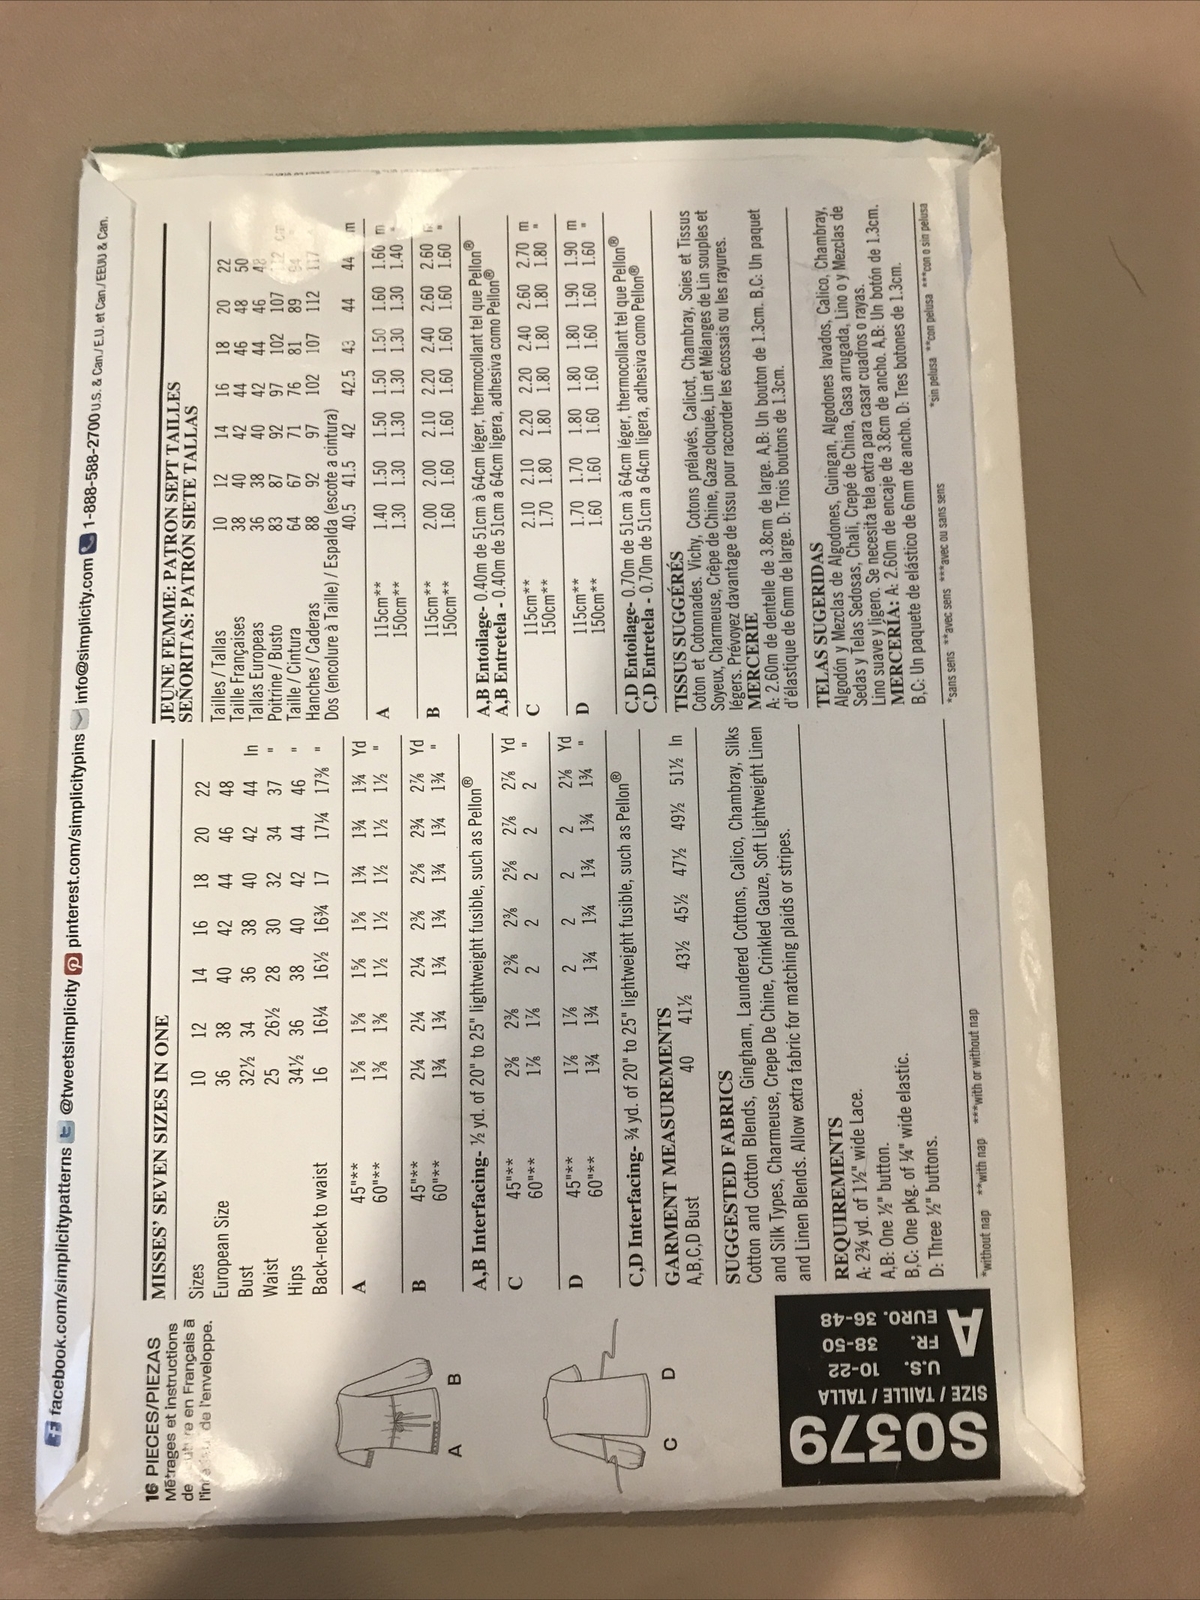 facebook.com/simplicitypatterns @tweetsimplicity pinterest.com/simplicitypins info@simplicity.com 1-888-588-2700 U.S. & Can./ E.U. et Can./ EEUU & Can.
16 PIECES/PIEZAS
Métrages et instructions
de en Français à
de l'enveloppe.
A B
C D
S0379
SIZE / TAILLE / TALLA
U.S. 10-22
FR. 38-50
EURO. 36-48
A
MISSES' SEVEN SIZES IN ONE
Sizes 10 12 14 16 18 20 22
European Size 36 38 40 42 44 46 48
Bust 32½ 34 36 38 40 42 44 In
Waist 25 26½ 28 30 32 34 37 "
Hips 34½ 36 38 40 42 44 46 "
Back-neck to waist 16 16¼ 16½ 16¾ 17 17¼ 17⅜ "
A 45"** 1⅝ 1⅝ 1⅝ 1⅝ 1¾ 1¾ 1¾ Yd
60"** 1⅜ 1⅜ 1½ 1½ 1½ 1½ 1½ "
B 45"** 2¼ 2¼ 2¼ 2⅜ 2⅝ 2¾ 2⅞ Yd
60"** 1¾ 1¾ 1¾ 1¾ 1¾ 1¾ 1¾ "
A,B Interfacing- ½ yd. of 20" to 25" lightweight fusible, such as Pellon®
C 45"** 2⅜ 2⅜ 2⅜ 2⅜ 2⅝ 2⅞ 2⅞ Yd
60"** 1⅞ 1⅞ 2 2 2 2 2 "
D 45"** 1⅞ 1⅞ 2 2 2 2 2⅛ Yd
60"** 1¾ 1¾ 1¾ 1¾ 1¾ 1¾ 1¾ "
C,D Interfacing- ¾ yd. of 20" to 25" lightweight fusible, such as Pellon®
GARMENT MEASUREMENTS
A,B,C,D Bust 40 41½ 43½ 45½ 47½ 49½ 51½ In
SUGGESTED FABRICS
Cotton and Cotton Blends, Gingham, Laundered Cottons, Calico, Chambray, Silks
and Silk Types, Charmeuse, Crepe De Chine, Crinkled Gauze, Soft Lightweight Linen
and Linen Blends. Allow extra fabric for matching plaids or stripes.
REQUIREMENTS
A: 2¾ yd. of 1½" wide Lace.
A,B: One ½" button.
B,C: One pkg. of ¼" wide elastic.
D: Three ½" buttons.
*without nap **with nap ***with or without nap
JEUNE FEMME: PATRON SEPT TAILLES
SEÑORITAS: PATRON SIETE TALLAS
Tailles / Tallas 10 12 14 16 18 20 22
Taille Françaises 38 40 42 44 46 48 50
Tallas Europeas 36 38 40 42 44 46 48
Poitrine / Busto 83 87 92 97 102 107 112 cm
Taille / Cintura 64 67 71 76 81 89 94
Hanches / Caderas 88 92 97 102 107 112 117
Dos (encolure à Taille) / Espalda (escote a cintura)
40.5 41.5 42 42.5 43 44 44 m
A 115cm** 1.40 1.50 1.50 1.50 1.50 1.60 1.60 m
150cm** 1.30 1.30 1.30 1.30 1.30 1.30 1.40 "
B 115cm** 2.00 2.00 2.10 2.20 2.40 2.60 2.60
150cm** 1.60 1.60 1.60 1.60 1.60 1.60 1.60 "
A,B Entoilage- 0.40m de 51cm à 64cm léger, thermocollant tel que Pellon®
A,B Entretela - 0.40m de 51cm a 64cm ligera, adhesiva como Pellon®
C 115cm** 2.10 2.10 2.20 2.20 2.40 2.60 2.70 m
150cm** 1.70 1.80 1.80 1.80 1.80 1.80 1.80 "
D 115cm** 1.70 1.70 1.80 1.80 1.80 1.90 1.90 m
150cm** 1.60 1.60 1.60 1.60 1.60 1.60 1.60 "
C,D Entoilage- 0.70m de 51cm à 64cm léger, thermocollant tel que Pellon®
C,D Entretela - 0.70m de 51cm a 64cm ligera, adhesiva como Pellon®
TISSUS SUGGÉRÉS
Coton et Cotonnades. Vichy, Cotons prélavés, Calicot, Chambray, Soies et Tissus
Soyeux, Charmeuse, Crêpe de Chine, Gaze cloquée, Lin et Mélanges de Lin souples et
légers. Prévoyez davantage de tissu pour raccorder les écossais ou les rayures.
MERCERIE
A: 2.60m de dentelle de 3.8cm de large. A,B: Un bouton de 1.3cm. B,C: Un paquet
d'élastique de 6mm de large. D: Trois boutons de 1.3cm.
TELAS SUGERIDAS
Algodón y Mezclas de Algodones, Guingan, Algodones lavados, Calico, Chambray,
Sedas y Telas Sedosas, Chali, Crepé de China, Gasa arrugada, Lino o y Mezclas de
Lino suave y ligero. Se necesita tela extra para casar cuadros o rayas.
MERCERÍA: A: 2.60m de encaje de 3.8cm de ancho. A,B: Un botón de 1.3cm.
B,C: Un paquete de elástico de 6mm de ancho. D: Tres botones de 1.3cm.
*sans sens **avec sens ***avec ou sans sens *sin pelusa **con pelusa ***con o sin pelusa